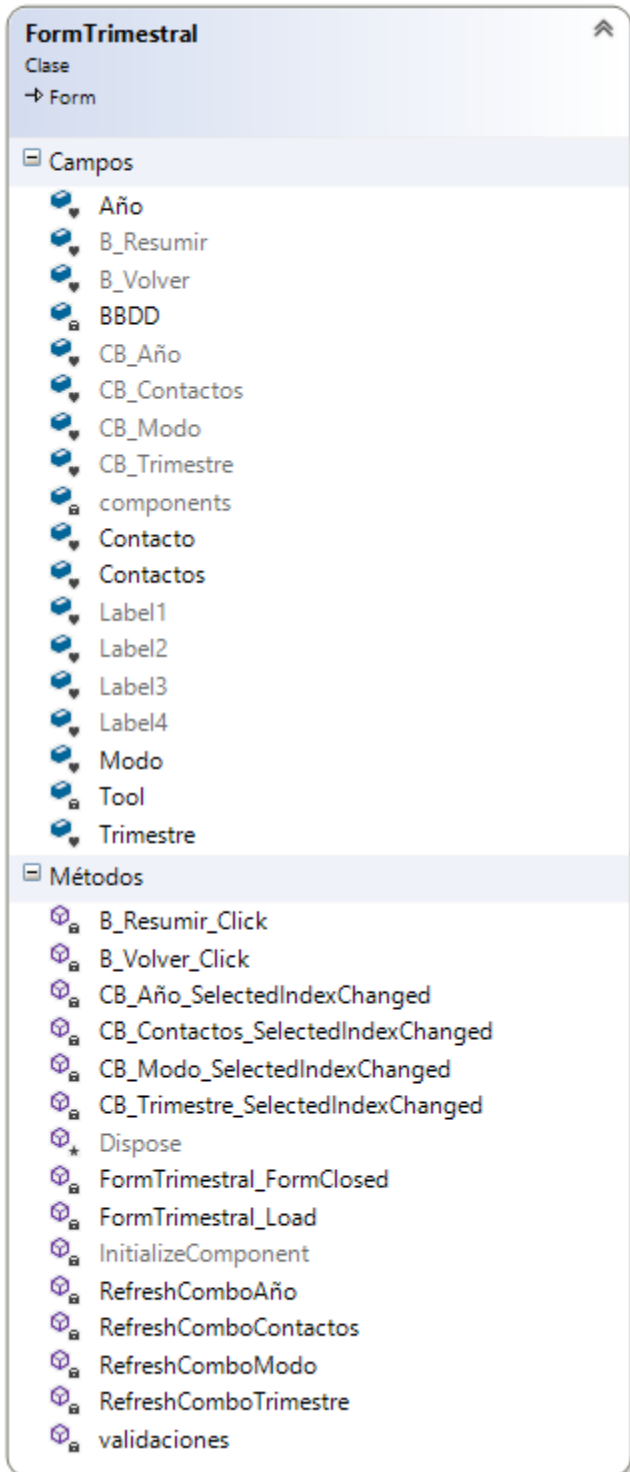 FormTrimestral
Clase
Form
Campos
Año
B_Resumir
B_Volver
BBDD
CB_Año
CB_Contactos
CB_Modo
CB_Trimestre
components
Contacto
Contactos
Label1
Label2
Label3
Label4
Modo
Tool
Trimestre
Métodos
B_Resumir_Click
B_Volver_Click
CB_Año_SelectedIndexChanged
CB_Contactos_SelectedIndexChanged
CB_Modo_SelectedIndexChanged
CB_Trimestre_SelectedIndexChanged
Dispose
FormTrimestral_FormClosed
FormTrimestral_Load
InitializeComponent
RefreshComboAño
RefreshComboContactos
RefreshComboModo
RefreshComboTrimestre
validaciones